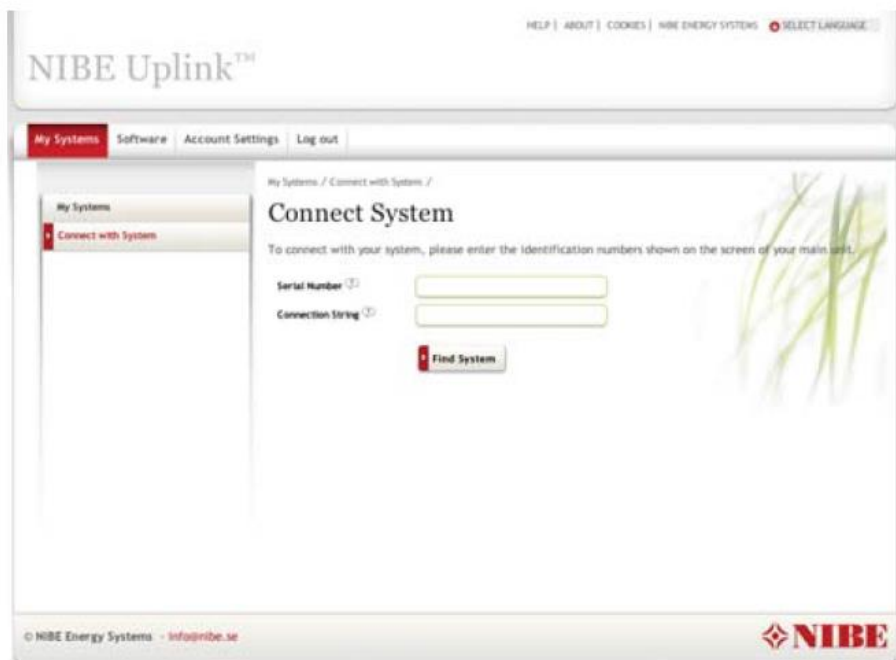 HELP | ABOUT | COOKIES | NIBE ENERGY SYSTEMS SELECT LANGUAGE
NIBE Uplink™
My Systems Software Account Settings Log out
My Systems / Connect with System /
My Systems
Connect with System
Connect System
To connect with your system, please enter the identification numbers shown on the screen of your main unit.
Serial Number ?
Connection String ?
Find System
© NIBE Energy Systems - info@nibe.se
NIBE